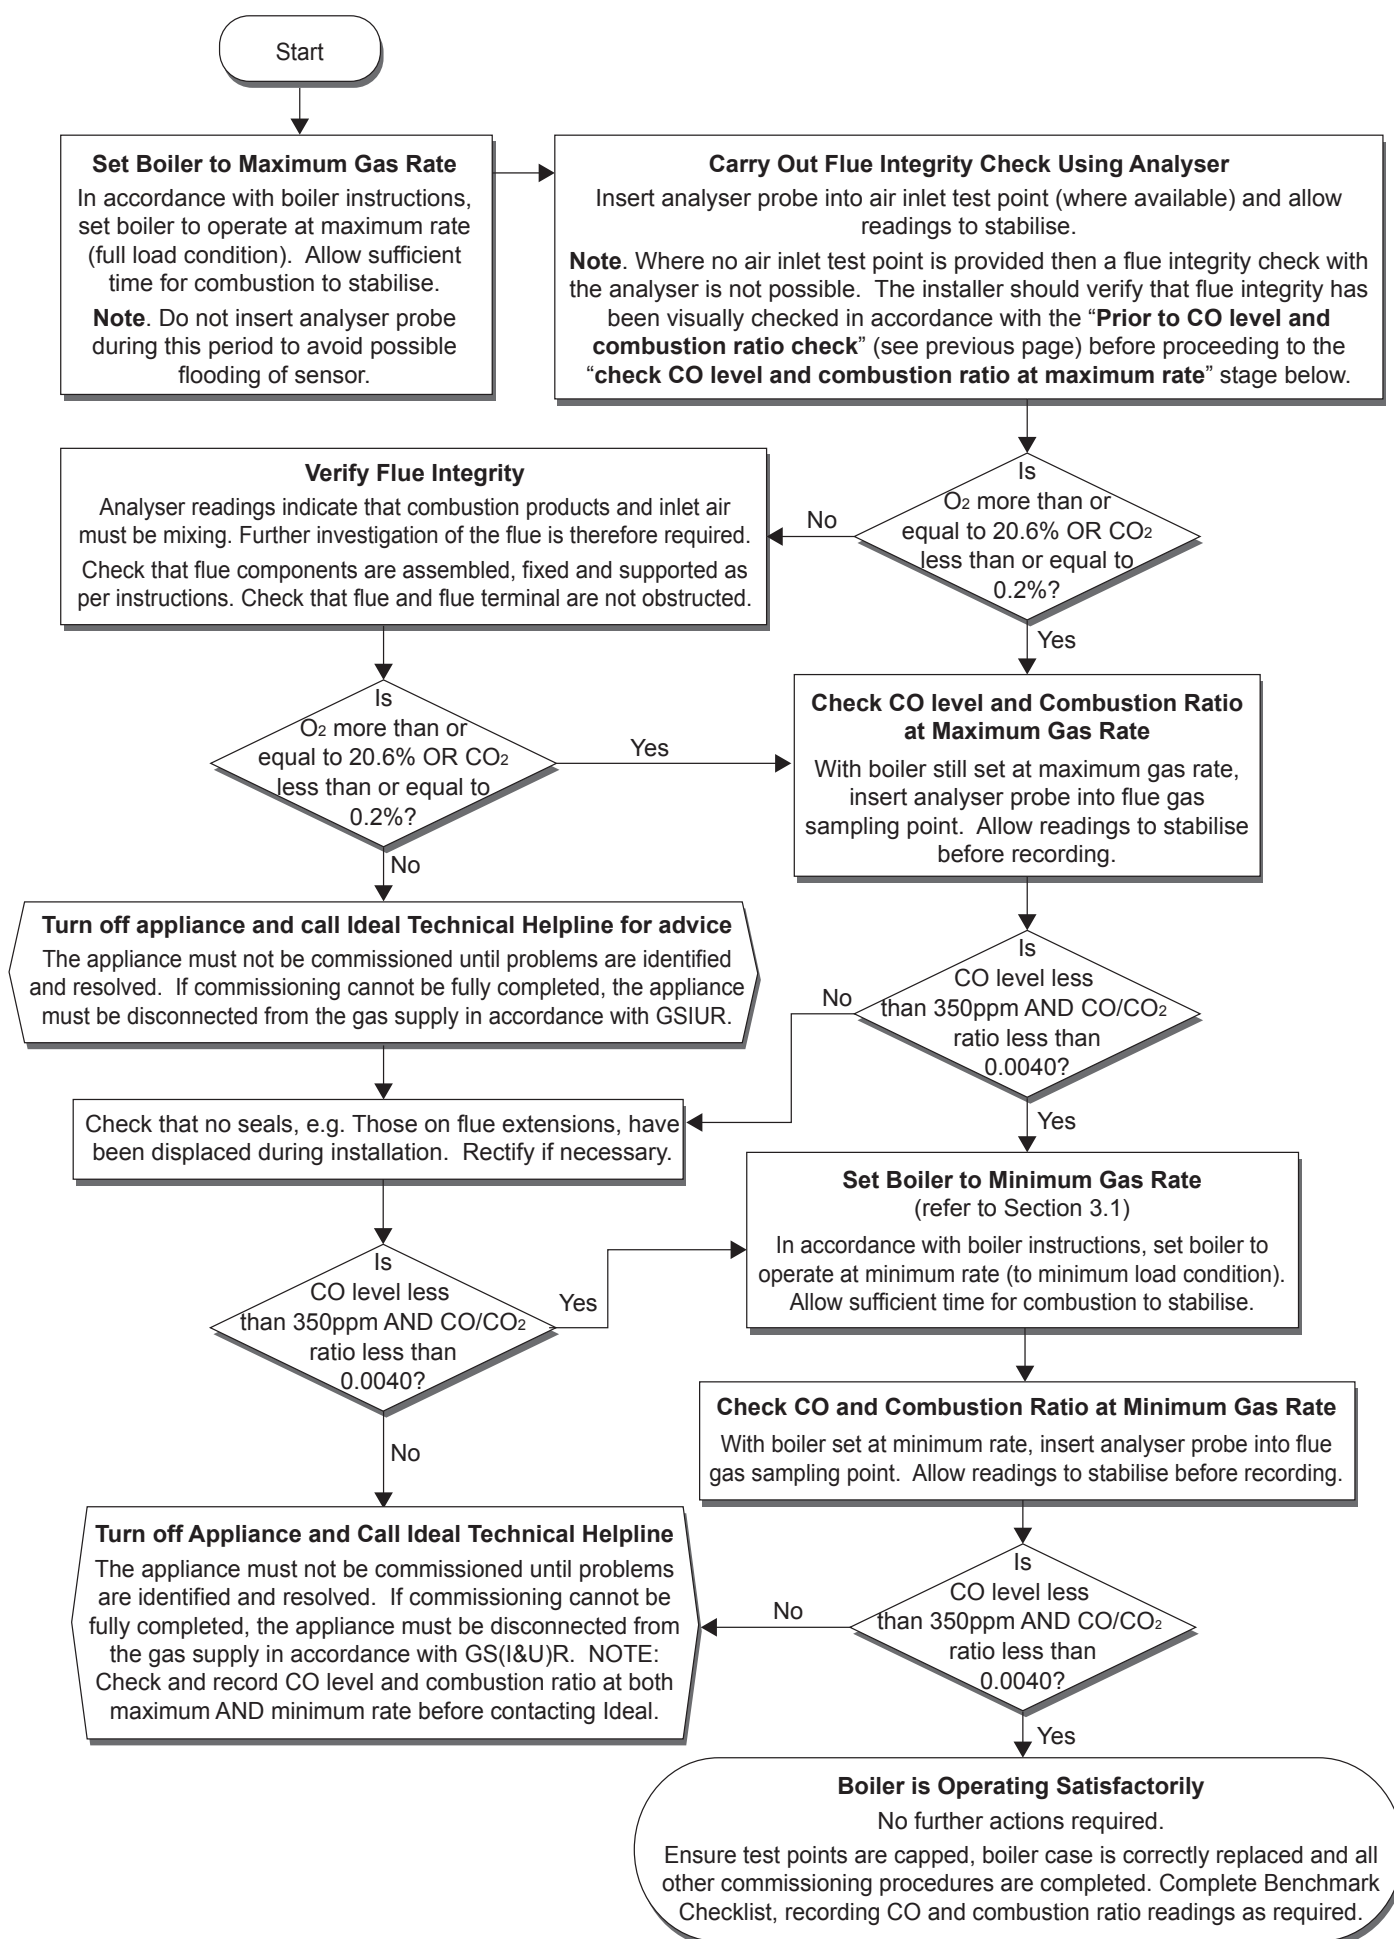 Start
Set Boiler to Maximum Gas Rate
In accordance with boiler instructions,
set boiler to operate at maximum rate
(full load condition).  Allow sufficient
time for combustion to stabilise.
Note. Do not insert analyser probe
during this period to avoid possible
flooding of sensor.
Carry Out Flue Integrity Check Using Analyser
Insert analyser probe into air inlet test point (where available) and allow
readings to stabilise.
Note. Where no air inlet test point is provided then a flue integrity check with
the analyser is not possible.  The installer should verify that flue integrity has
been visually checked in accordance with the “Prior to CO level and
combustion ratio check” (see previous page) before proceeding to the
“check CO level and combustion ratio at maximum rate” stage below.
Is
O2 more than or
equal to 20.6% OR CO2
less than or equal to
0.2%?
No
Yes
Verify Flue Integrity
Analyser readings indicate that combustion products and inlet air
must be mixing. Further investigation of the flue is therefore required.
Check that flue components are assembled, fixed and supported as
per instructions. Check that flue and flue terminal are not obstructed.
Is
O2 more than or
equal to 20.6% OR CO2
less than or equal to
0.2%?
Yes
No
Check CO level and Combustion Ratio
at Maximum Gas Rate
With boiler still set at maximum gas rate,
insert analyser probe into flue gas
sampling point.  Allow readings to stabilise
before recording.
Turn off appliance and call Ideal Technical Helpline for advice
The appliance must not be commissioned until problems are identified
and resolved.  If commissioning cannot be fully completed, the appliance
must be disconnected from the gas supply in accordance with GSIUR.
Is
CO level less
than 350ppm AND CO/CO2
ratio less than
0.0040?
No
Yes
Check that no seals, e.g. Those on flue extensions, have
been displaced during installation.  Rectify if necessary.
Set Boiler to Minimum Gas Rate
(refer to Section 3.1)
In accordance with boiler instructions, set boiler to
operate at minimum rate (to minimum load condition).
Allow sufficient time for combustion to stabilise.
Is
CO level less
than 350ppm AND CO/CO2
ratio less than
0.0040?
Yes
No
Check CO and Combustion Ratio at Minimum Gas Rate
With boiler set at minimum rate, insert analyser probe into flue
gas sampling point.  Allow readings to stabilise before recording.
Turn off Appliance and Call Ideal Technical Helpline
The appliance must not be commissioned until problems
are identified and resolved.  If commissioning cannot be
fully completed, the appliance must be disconnected from
the gas supply in accordance with GS(I&U)R.  NOTE:
Check and record CO level and combustion ratio at both
maximum AND minimum rate before contacting Ideal.
Is
CO level less
than 350ppm AND CO/CO2
ratio less than
0.0040?
No
Yes
Boiler is Operating Satisfactorily
No further actions required.
Ensure test points are capped, boiler case is correctly replaced and all
other commissioning procedures are completed. Complete Benchmark
Checklist, recording CO and combustion ratio readings as required.